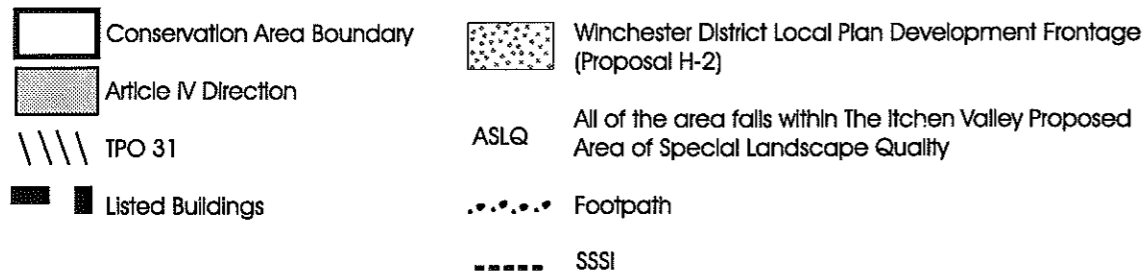 Conservation Area Boundary
Article IV Direction
TPO 31
Listed Buildings
Winchester District Local Plan Development Frontage
(Proposal H-2)
ASLQ
All of the area falls within The Itchen Valley Proposed
Area of Special Landscape Quality
Footpath
SSSI